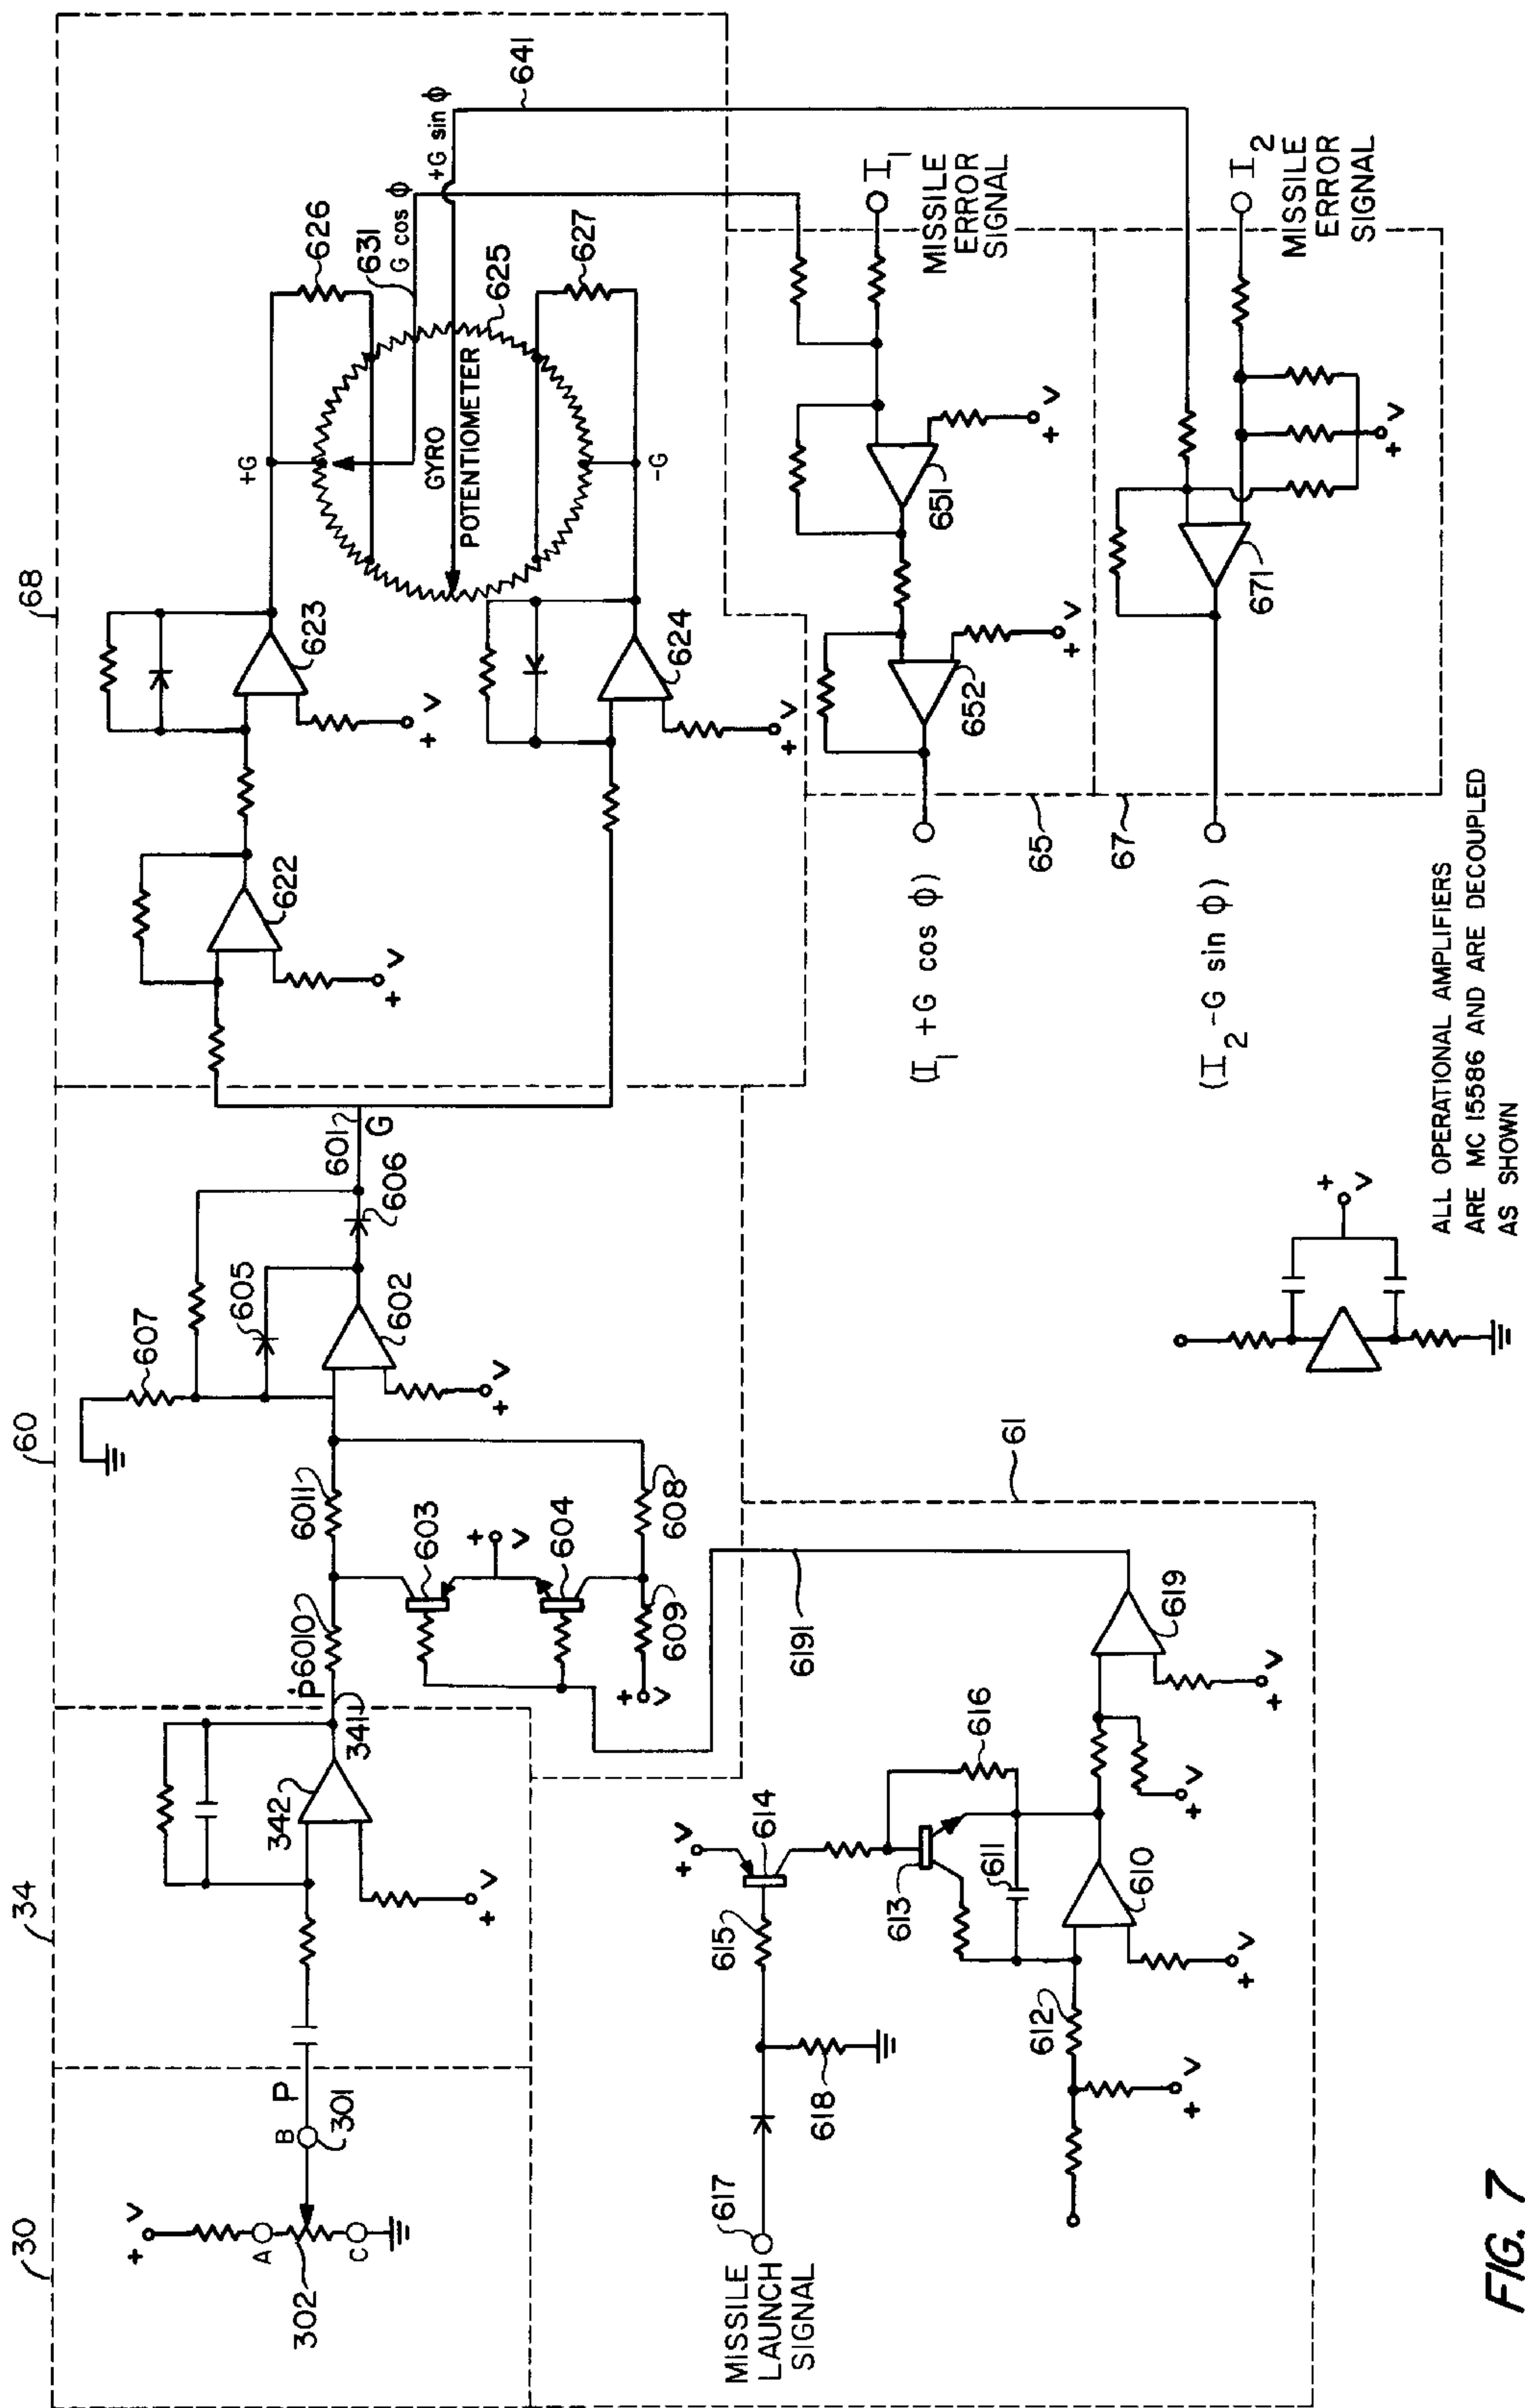 30
34
60
68
+
V
A
302
C
B
P
301
342
+
V
341
Ṗ
6010
6011
603
+
V
604
608
609
+
V
607
605
602
606
601
G
+
V
622
+
V
623
+
V
624
+
V
+G
-G
626
631
G cos ϕ
+G sin ϕ
641
625
627
GYRO
POTENTIOMETER
651
+
V
652
+
V
I1
MISSILE
ERROR
SIGNAL
(I1 +G cos ϕ)
65
67
671
+
V
I2
MISSILE
ERROR
SIGNAL
(I2 -G sin ϕ)
MISSILE
LAUNCH
SIGNAL
617
618
615
614
+
V
616
613
611
612
610
+
V
+
V
+
V
619
+
V
6191
61
+
V
ALL OPERATIONAL AMPLIFIERS
ARE MC 15586 AND ARE DECOUPLED
AS SHOWN
FIG. 7